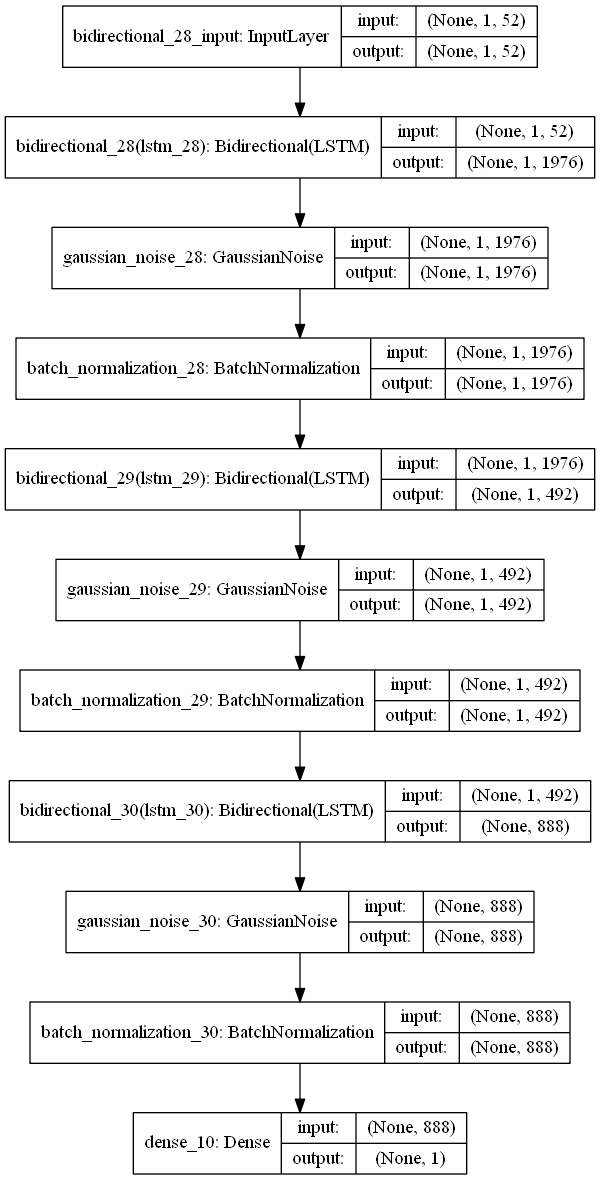 bidirectional_28_input: InputLayer
input: (None, 1, 52)
output: (None, 1, 52)
bidirectional_28(lstm_28): Bidirectional(LSTM)
input: (None, 1, 52)
output: (None, 1, 1976)
gaussian_noise_28: GaussianNoise
input: (None, 1, 1976)
output: (None, 1, 1976)
batch_normalization_28: BatchNormalization
input: (None, 1, 1976)
output: (None, 1, 1976)
bidirectional_29(lstm_29): Bidirectional(LSTM)
input: (None, 1, 1976)
output: (None, 1, 492)
gaussian_noise_29: GaussianNoise
input: (None, 1, 492)
output: (None, 1, 492)
batch_normalization_29: BatchNormalization
input: (None, 1, 492)
output: (None, 1, 492)
bidirectional_30(lstm_30): Bidirectional(LSTM)
input: (None, 1, 492)
output: (None, 888)
gaussian_noise_30: GaussianNoise
input: (None, 888)
output: (None, 888)
batch_normalization_30: BatchNormalization
input: (None, 888)
output: (None, 888)
dense_10: Dense
input: (None, 888)
output: (None, 1)